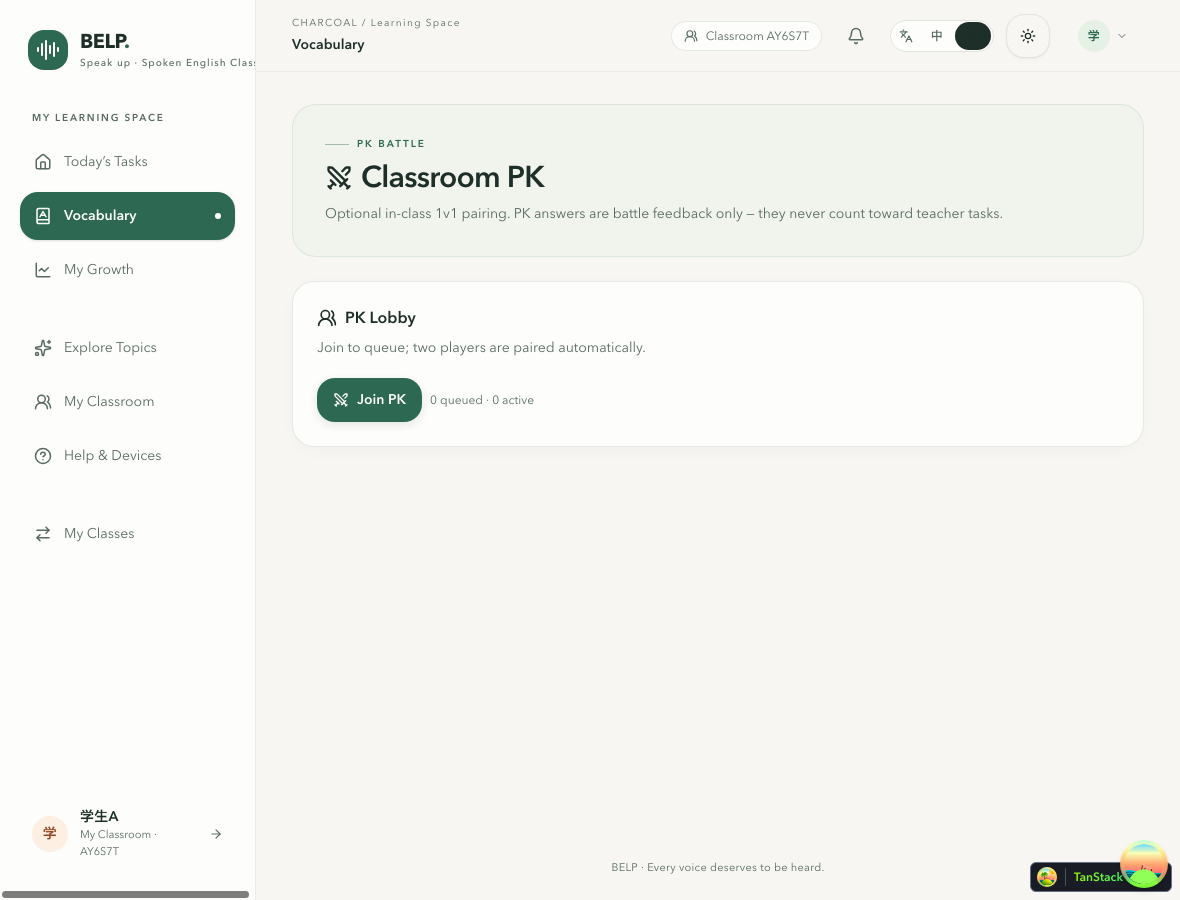 BELP.
Speak up · Spoken English Clas
MY LEARNING SPACE
Today's Tasks
Vocabulary
My Growth
Explore Topics
My Classroom
Help & Devices
My Classes
学
学生A
My Classroom ·
AY6S7T
CHARCOAL / Learning Space
Vocabulary
Classroom AY6S7T
中
学
PK BATTLE
Classroom PK
Optional in-class 1v1 pairing. PK answers are battle feedback only — they never count toward teacher tasks.
PK Lobby
Join to queue; two players are paired automatically.
Join PK
0 queued · 0 active
BELP · Every voice deserves to be heard.
TanStack